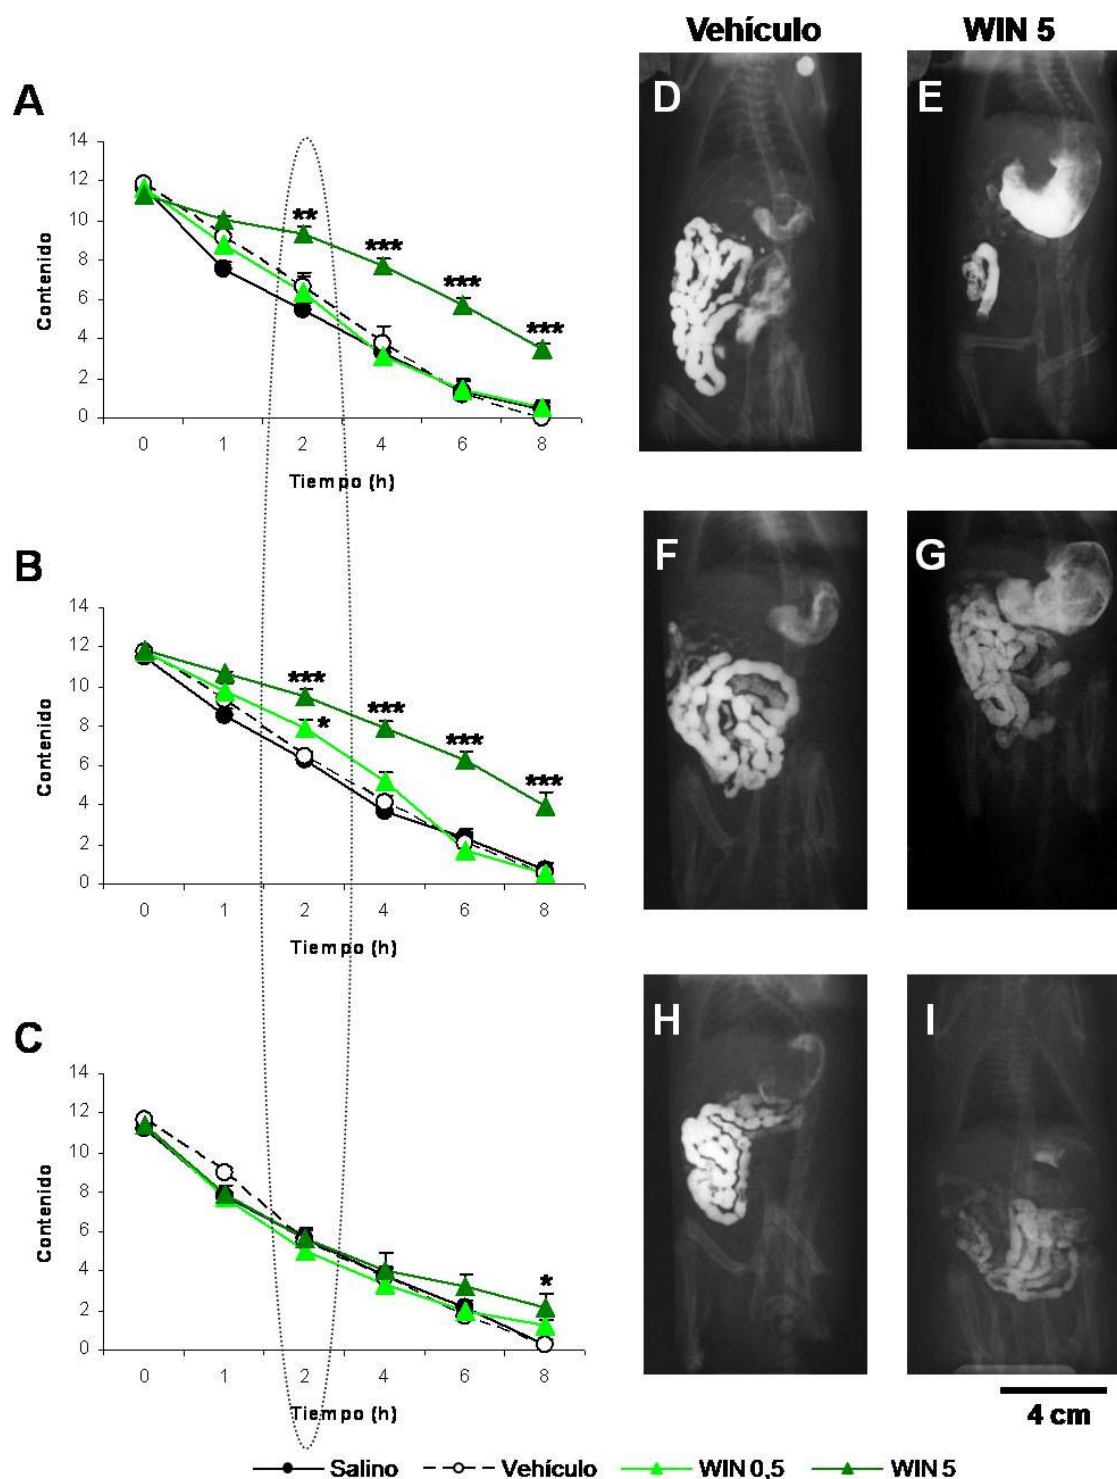 Vehículo WIN 5
A
14
12
10
8
6
4
2
0
Contenido
**
***
***
***
0 1 2 4 6 8
Tiempo (h)
D
E
B
14
12
10
8
6
4
2
0
Contenido
***
*
***
***
***
0 1 2 4 6 8
Tiempo (h)
F
G
C
14
12
10
8
6
4
2
0
Contenido
*
0 1 2 4 6 8
Tiempo (h)
H
I
4 cm
Salino Vehículo WIN 0,5 WIN 5